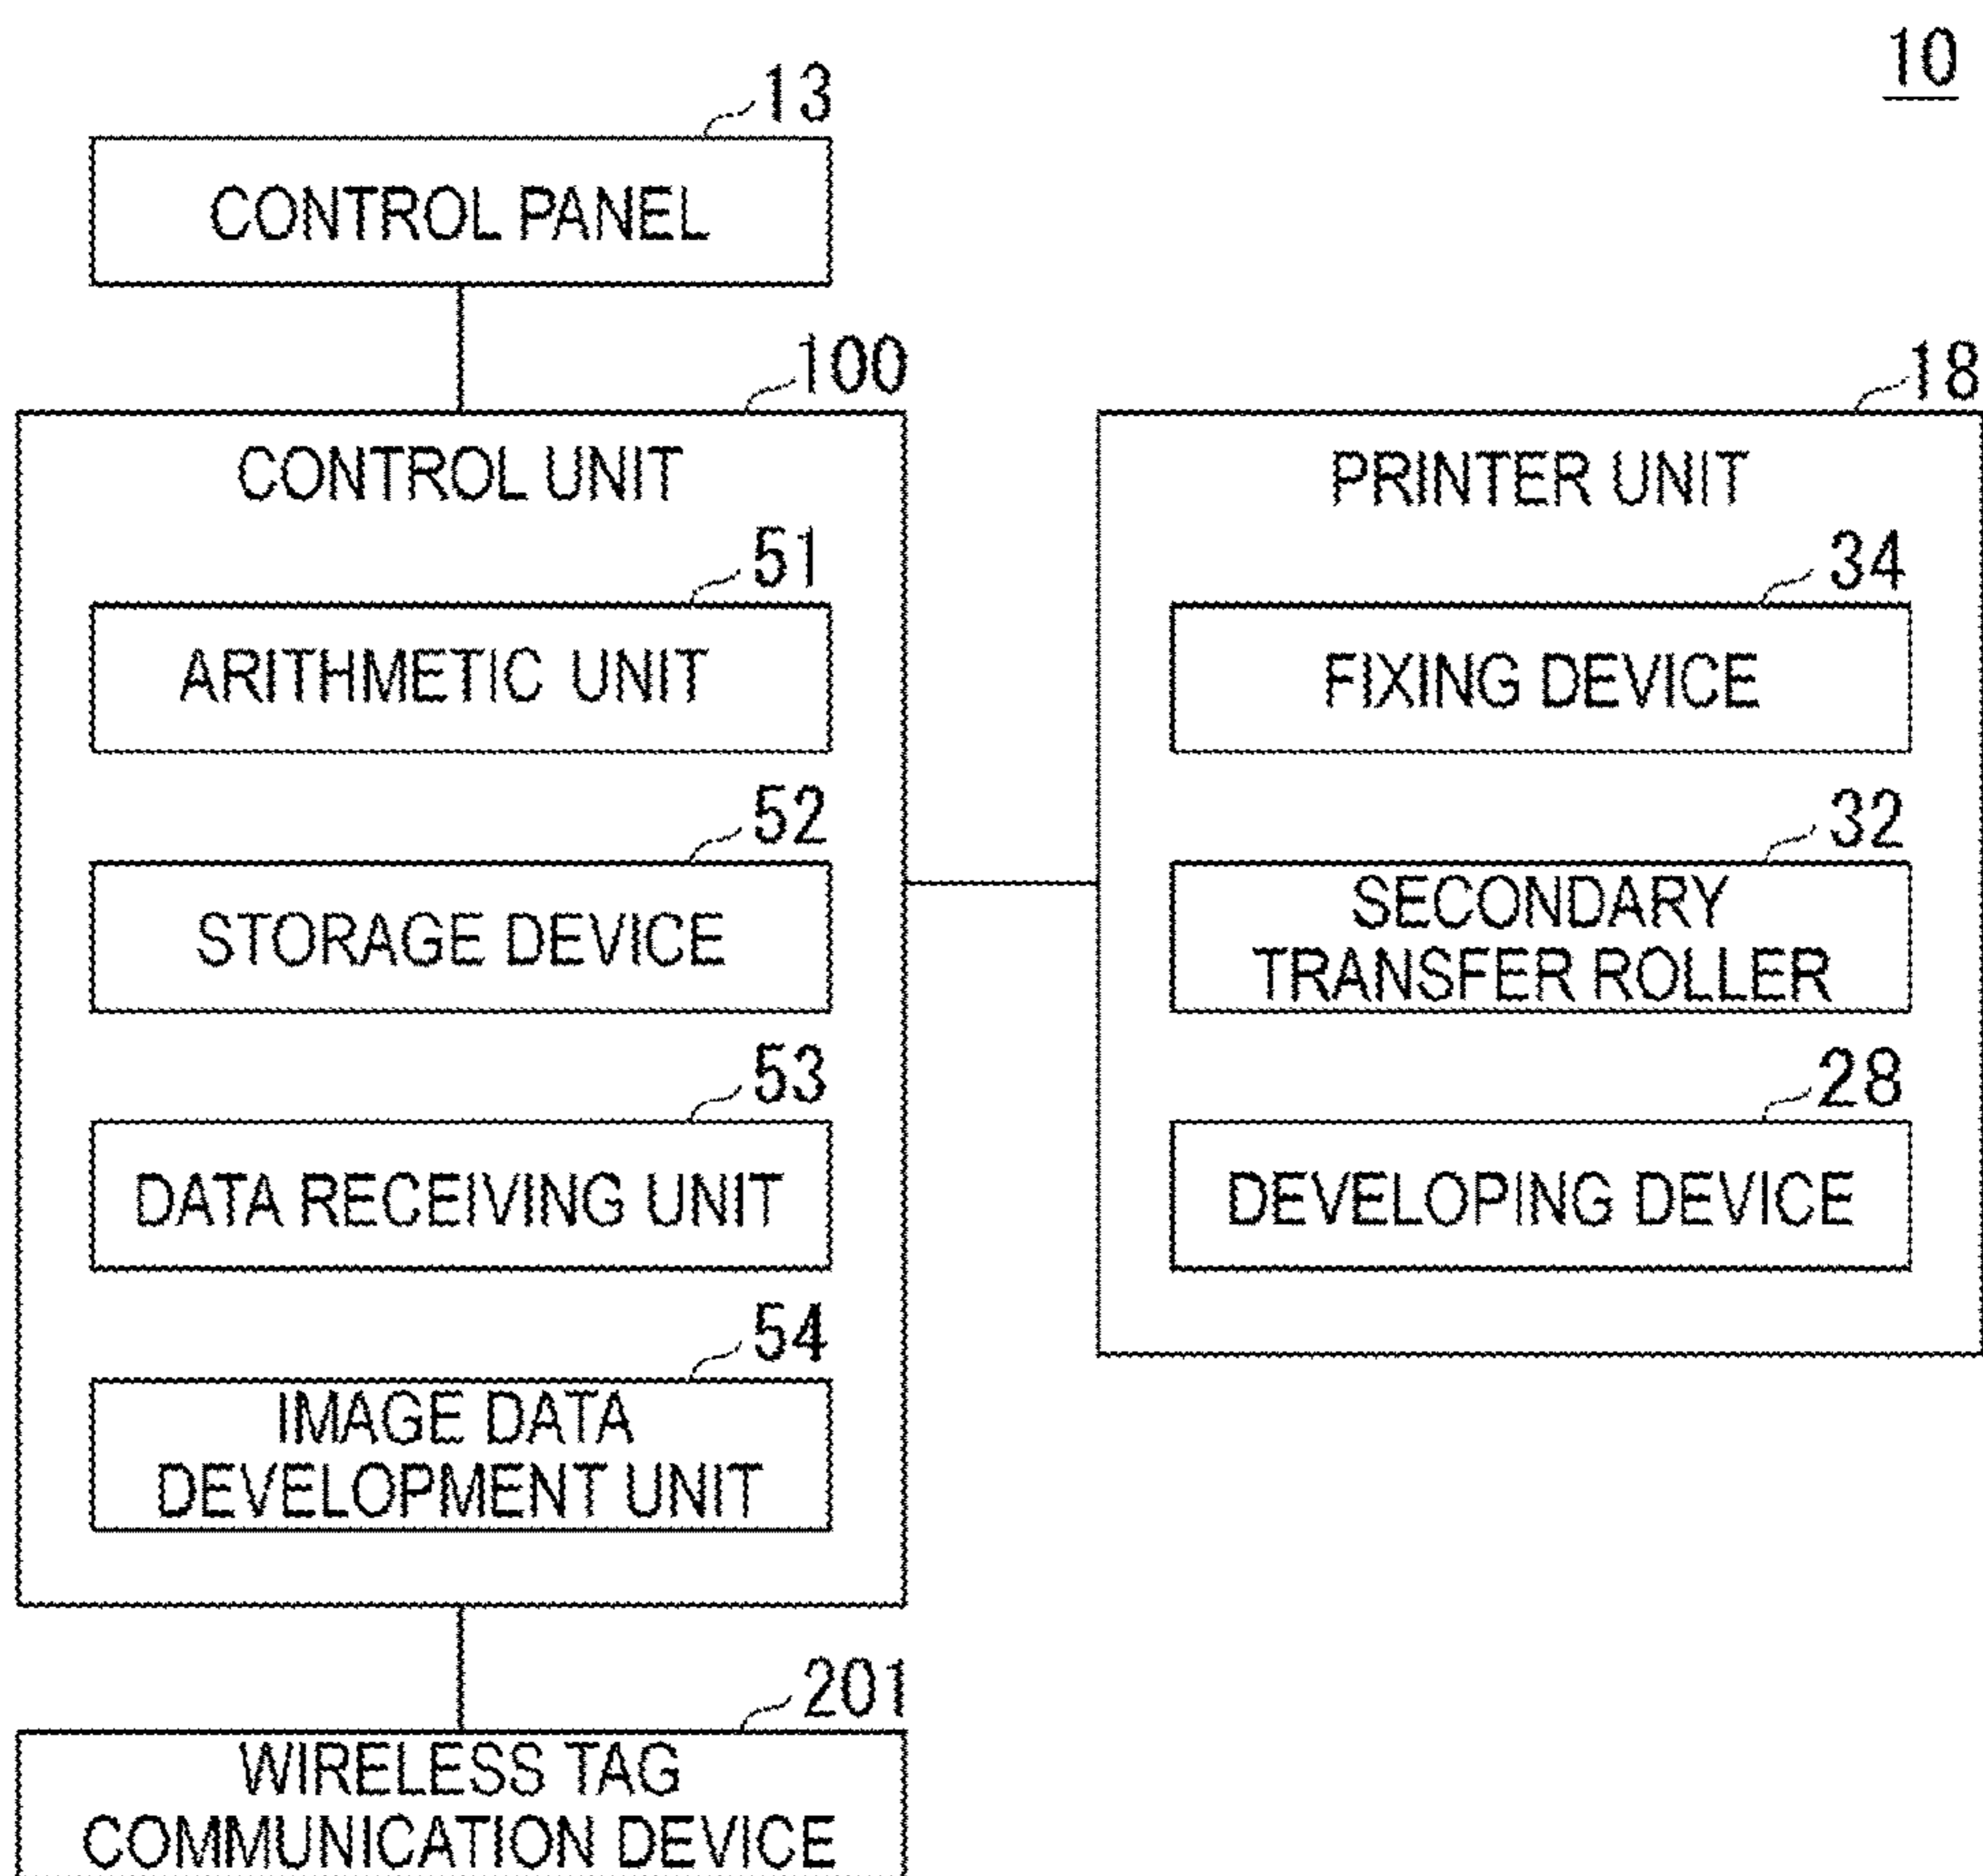 10
13
CONTROL PANEL
100
CONTROL UNIT
51
ARITHMETIC UNIT
52
STORAGE DEVICE
53
DATA RECEIVING UNIT
54
IMAGE DATA
DEVELOPMENT UNIT
18
PRINTER UNIT
34
FIXING DEVICE
32
SECONDARY
TRANSFER ROLLER
28
DEVELOPING DEVICE
201
WIRELESS TAG
COMMUNICATION DEVICE